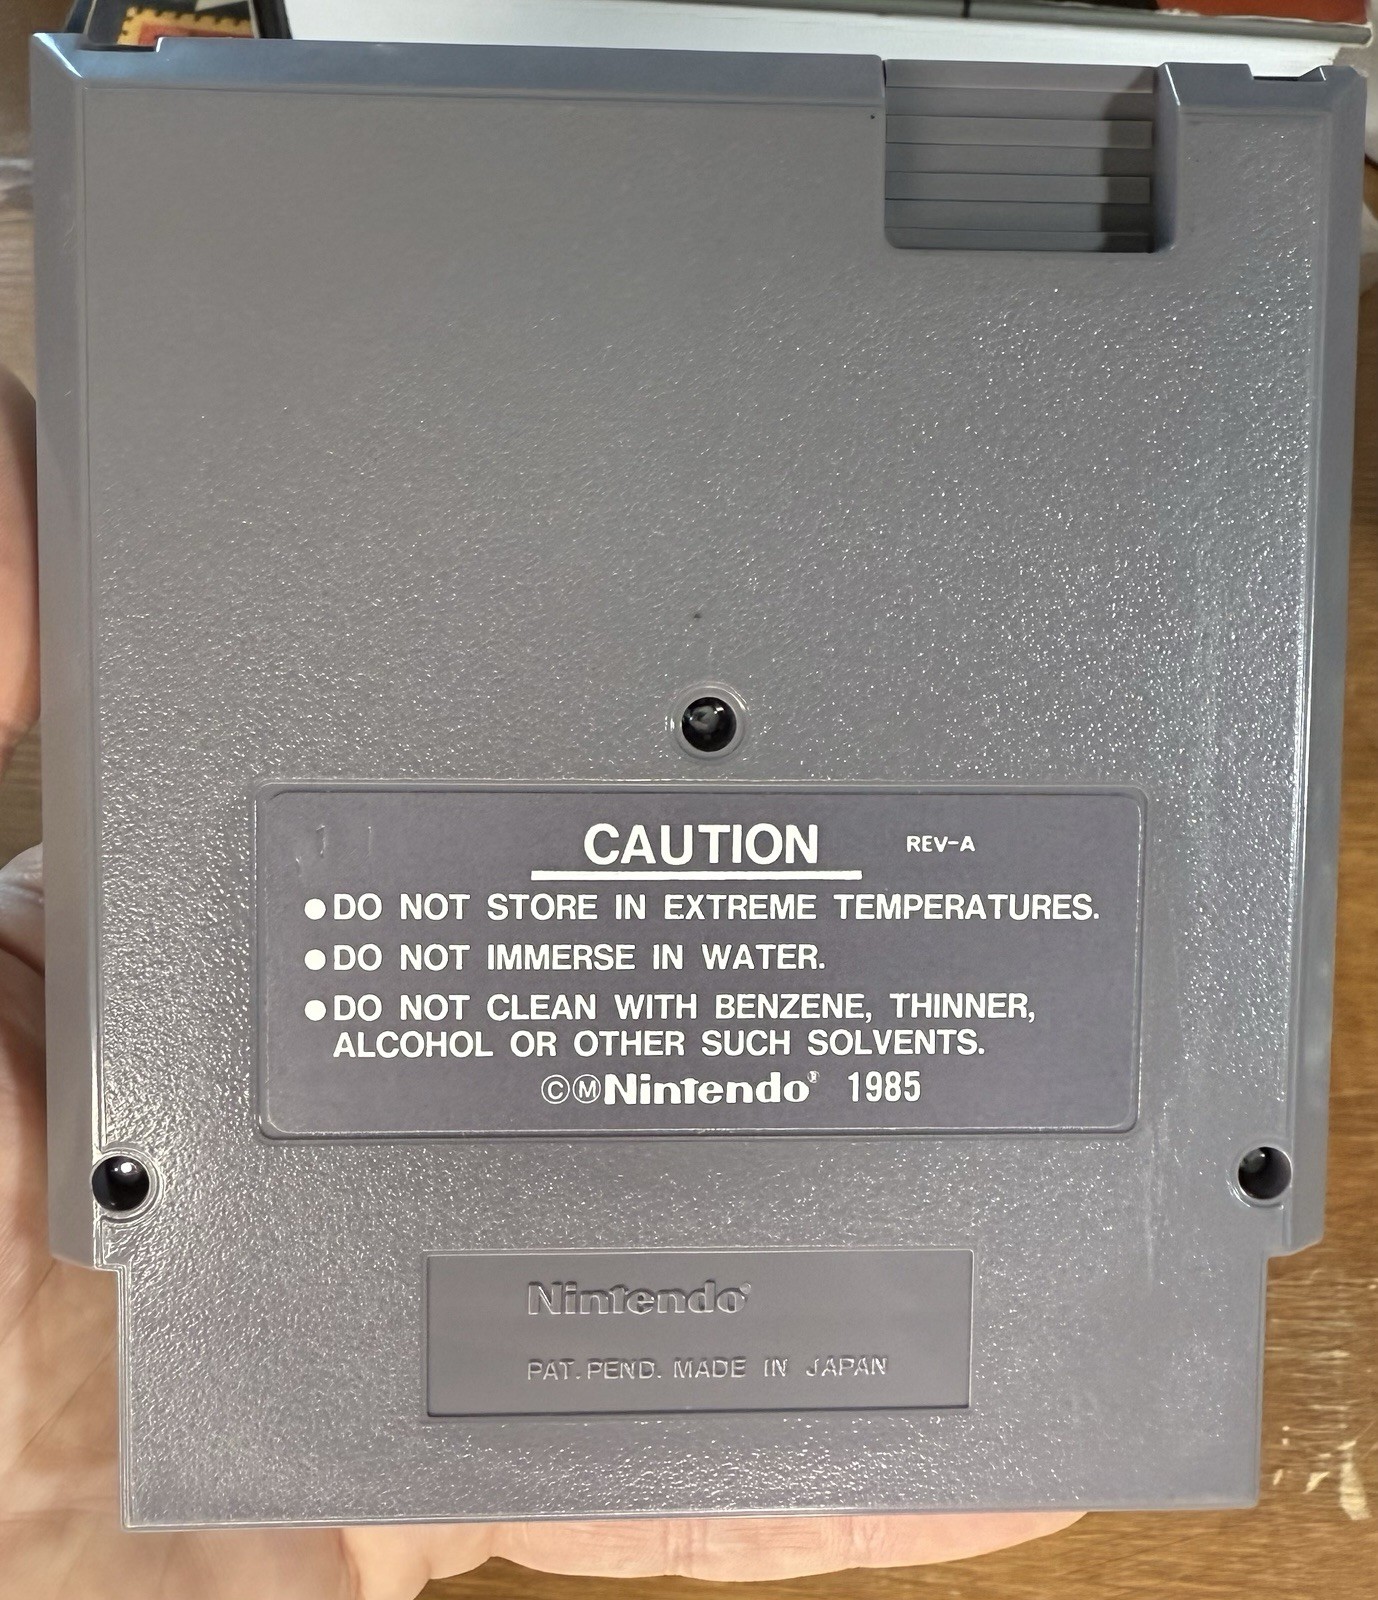 CAUTION REV-A
●DO NOT STORE IN EXTREME TEMPERATURES.
●DO NOT IMMERSE IN WATER.
●DO NOT CLEAN WITH BENZENE, THINNER,
ALCOHOL OR OTHER SUCH SOLVENTS.
ⒸⓂNintendo® 1985
Nintendo®
PAT. PEND. MADE IN JAPAN